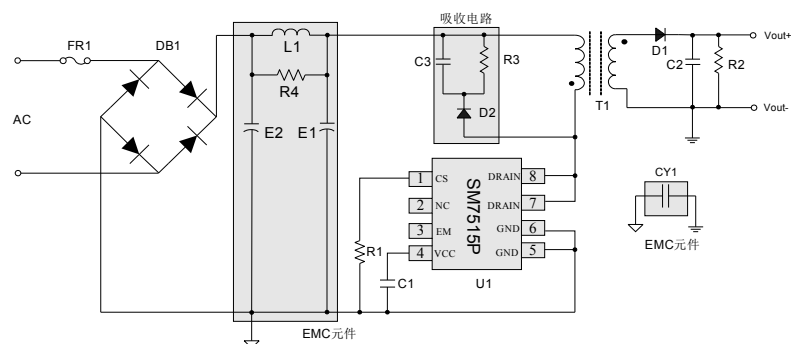 吸收电路
FR1
DB1
L1
C3
R3
D1
Vout+
C2
R2
R4
D2
T1
AC
E2
E1
Vout-
1
CS
DRAIN
8
CY1
2
NC
SM7515P
DRAIN
7
3
EM
GND
6
R1
4
VCC
GND
5
EMC元件
C1
U1
EMC元件